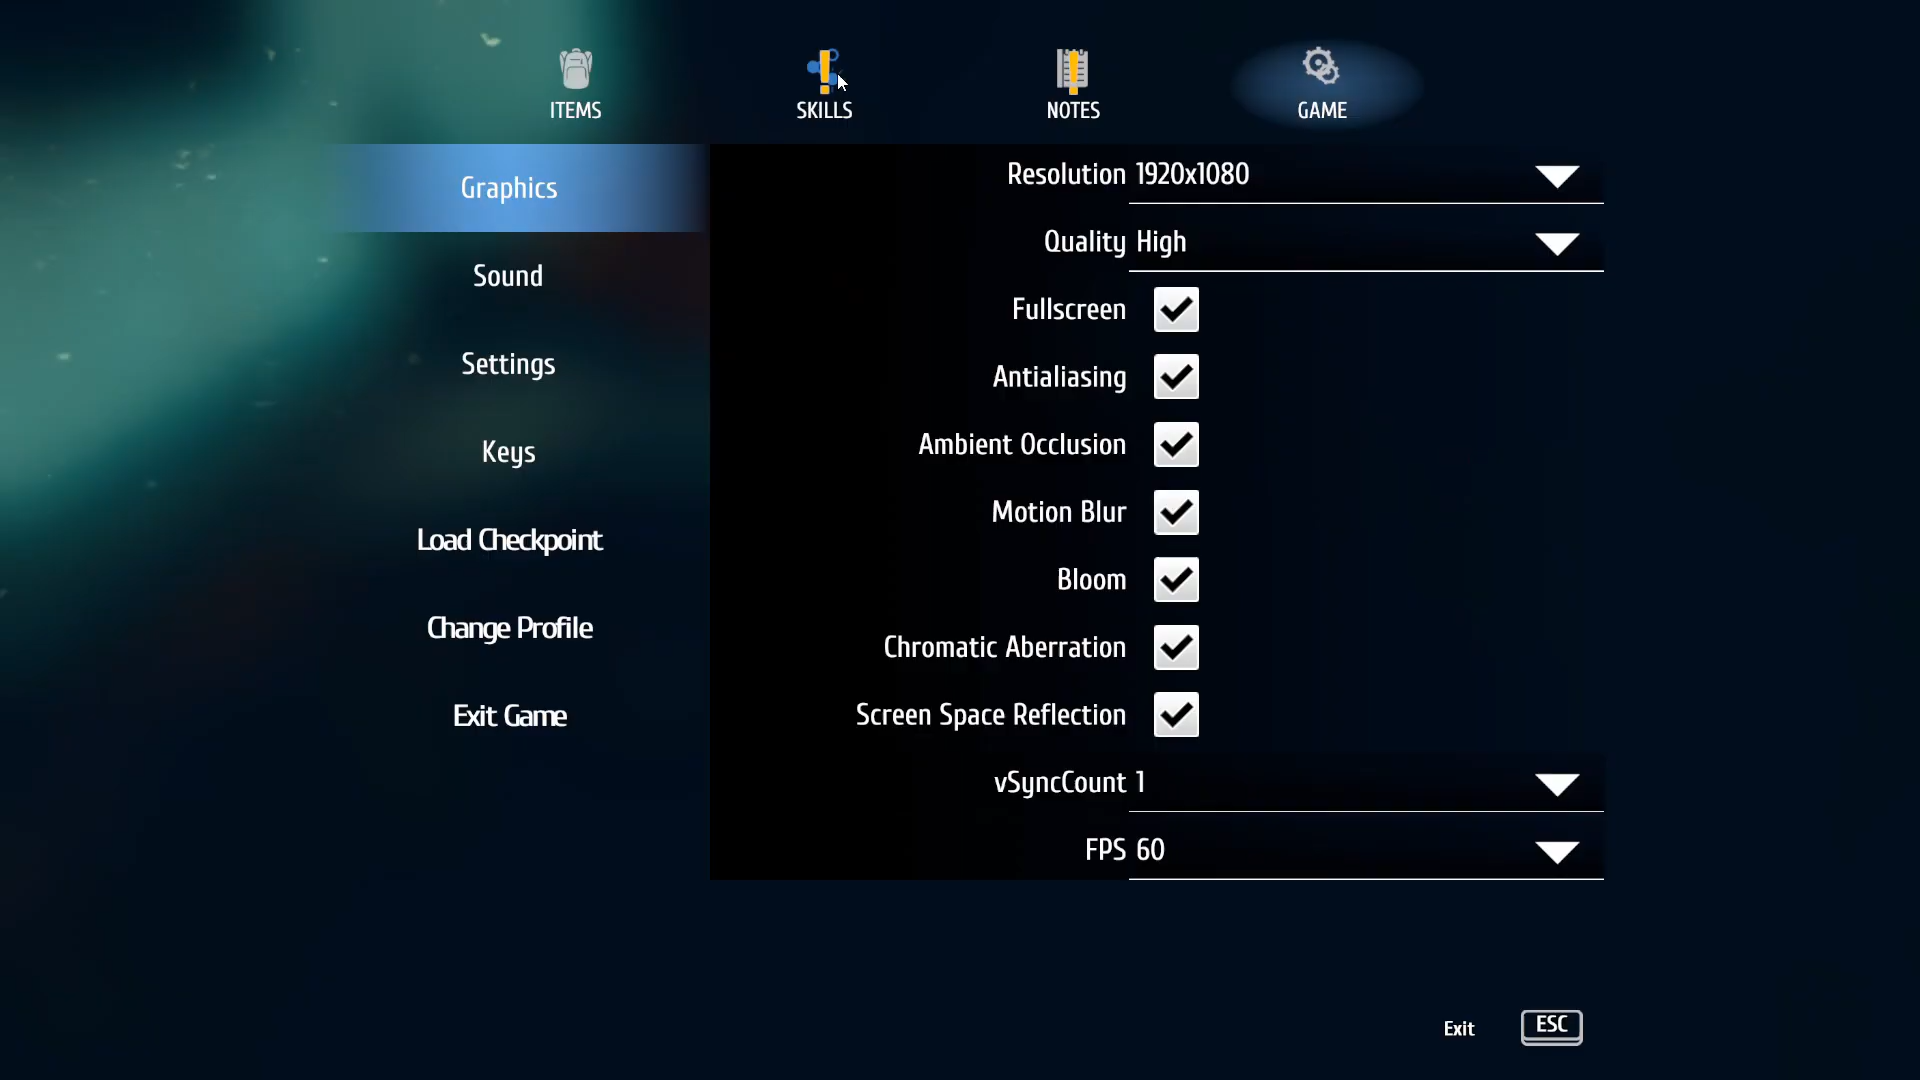 ITEMS
SKILLS
NOTES
GAME
Graphics
Sound
Settings
Keys
Load Checkpoint
Change Profile
Exit Game
Resolution 1920x1080
Quality High
Fullscreen
Antialiasing
Ambient Occlusion
Motion Blur
Bloom
Chromatic Aberration
Screen Space Reflection
vSyncCount 1
FPS 60
Exit ESC